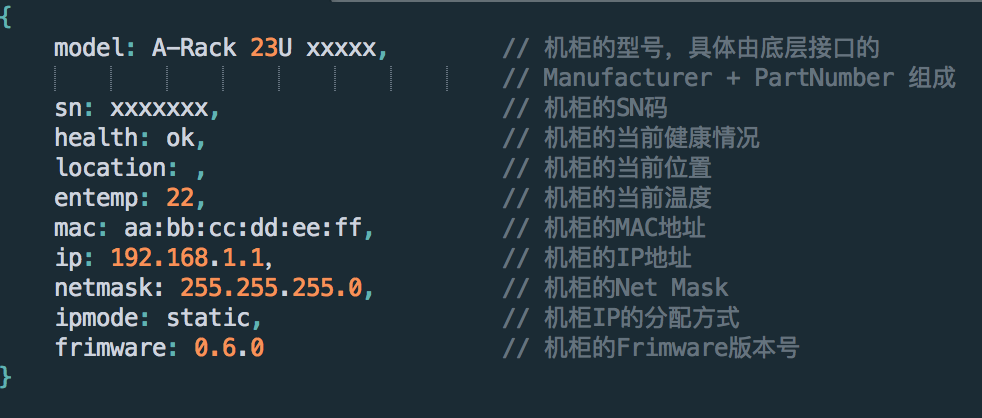 {
model: A-Rack 23U xxxxx, // 机柜的型号，具体由底层接口的
// Manufacturer + PartNumber 组成
sn: xxxxxxx, // 机柜的SN码
health: ok, // 机柜的当前健康情况
location: , // 机柜的当前位置
entemp: 22, // 机柜的当前温度
mac: aa:bb:cc:dd:ee:ff, // 机柜的MAC地址
ip: 192.168.1.1, // 机柜的IP地址
netmask: 255.255.255.0, // 机柜的Net Mask
ipmode: static, // 机柜IP的分配方式
frimware: 0.6.0 // 机柜的Frimware版本号
}